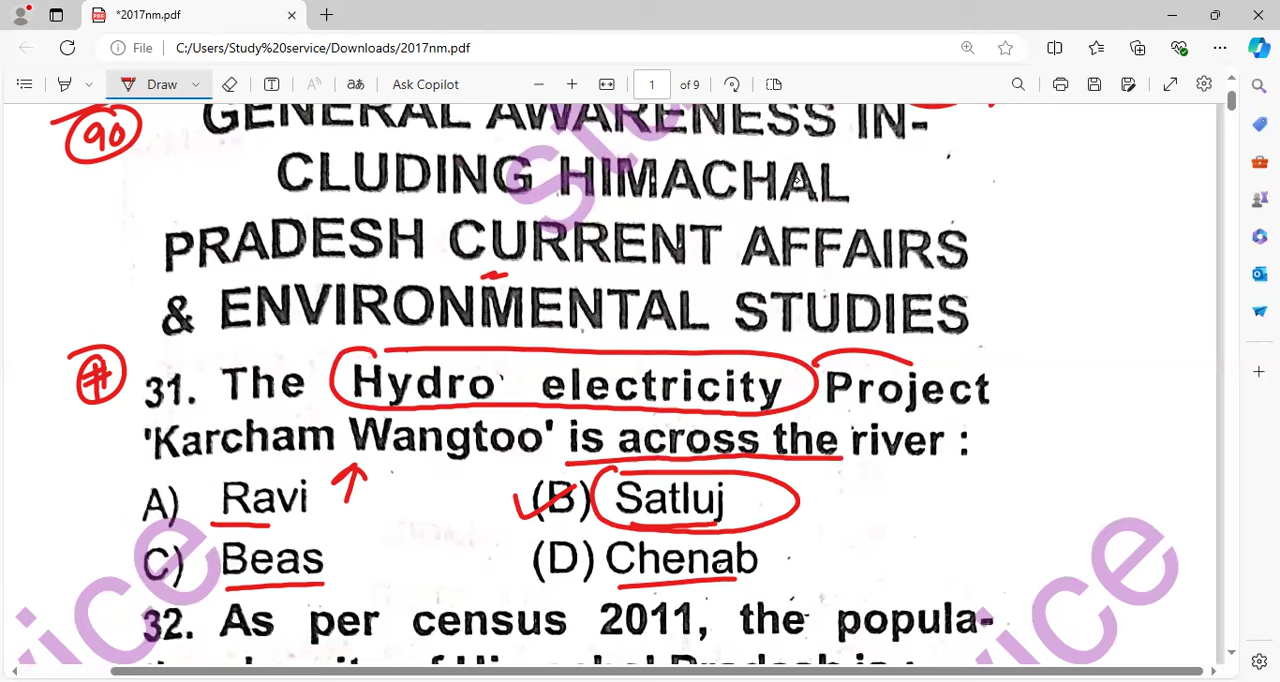 *2017nm.pdf
File C:/Users/Study%20service/Downloads/2017nm.pdf
Draw aあ Ask Copilot 1 of 9
90
GENERAL AWARENESS IN-
CLUDING HIMACHAL
PRADESH CURRENT AFFAIRS
& ENVIRONMENTAL STUDIES
# 31. The Hydro electricity Project
'Karcham Wangtoo' is across the river :
A) Ravi (B) Satluj
C) Beas (D) Chenab
32. As per census 2011, the popula-